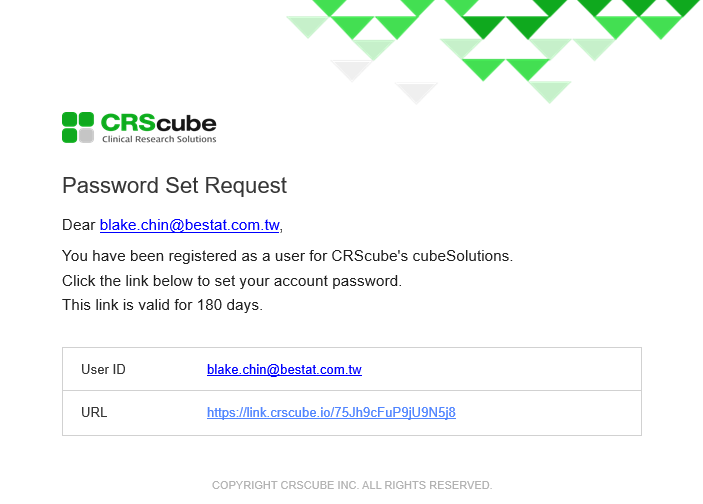 CRScube
Clinical Research Solutions
Password Set Request
Dear blake.chin@bestat.com.tw,
You have been registered as a user for CRScube's cubeSolutions.
Click the link below to set your account password.
This link is valid for 180 days.
User ID blake.chin@bestat.com.tw
URL https://link.crscube.io/75Jh9cFuP9jU9N5j8
COPYRIGHT CRSCUBE INC. ALL RIGHTS RESERVED.